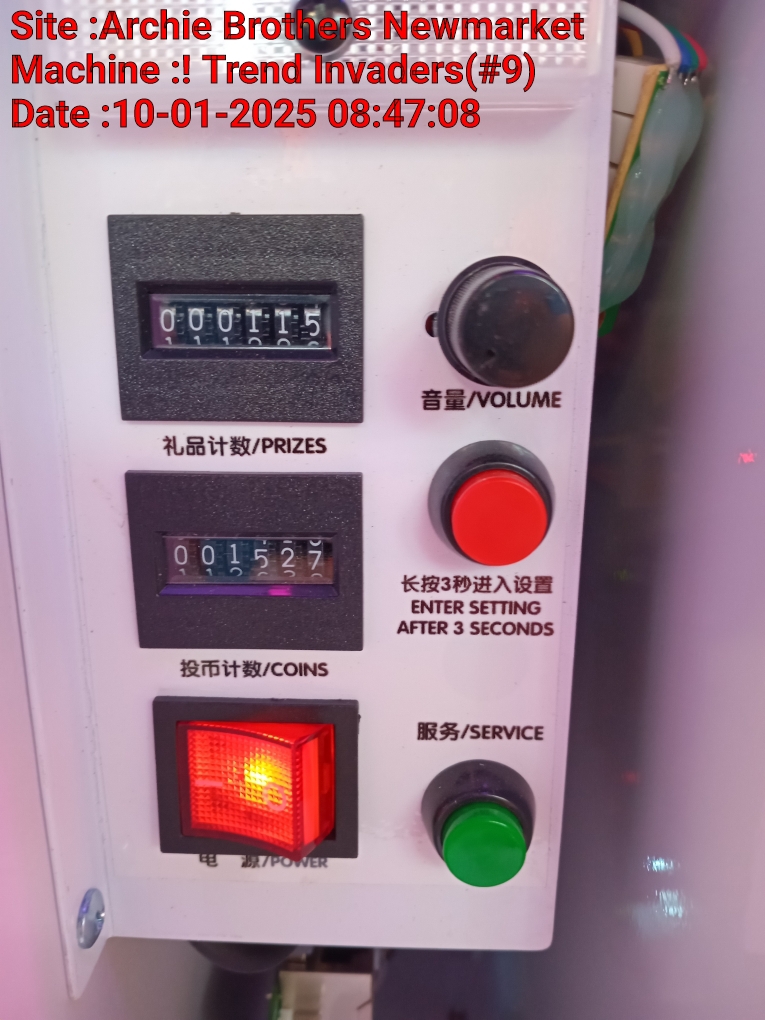 Site :Archie Brothers Newmarket
Machine :! Trend Invaders(#9)
Date :10-01-2025 08:47:08
000115
音量/VOLUME
礼品计数/PRIZES
001527
长按3秒进入设置
ENTER SETTING
AFTER 3 SECONDS
投币计数/COINS
服务/SERVICE
电 源/POWER